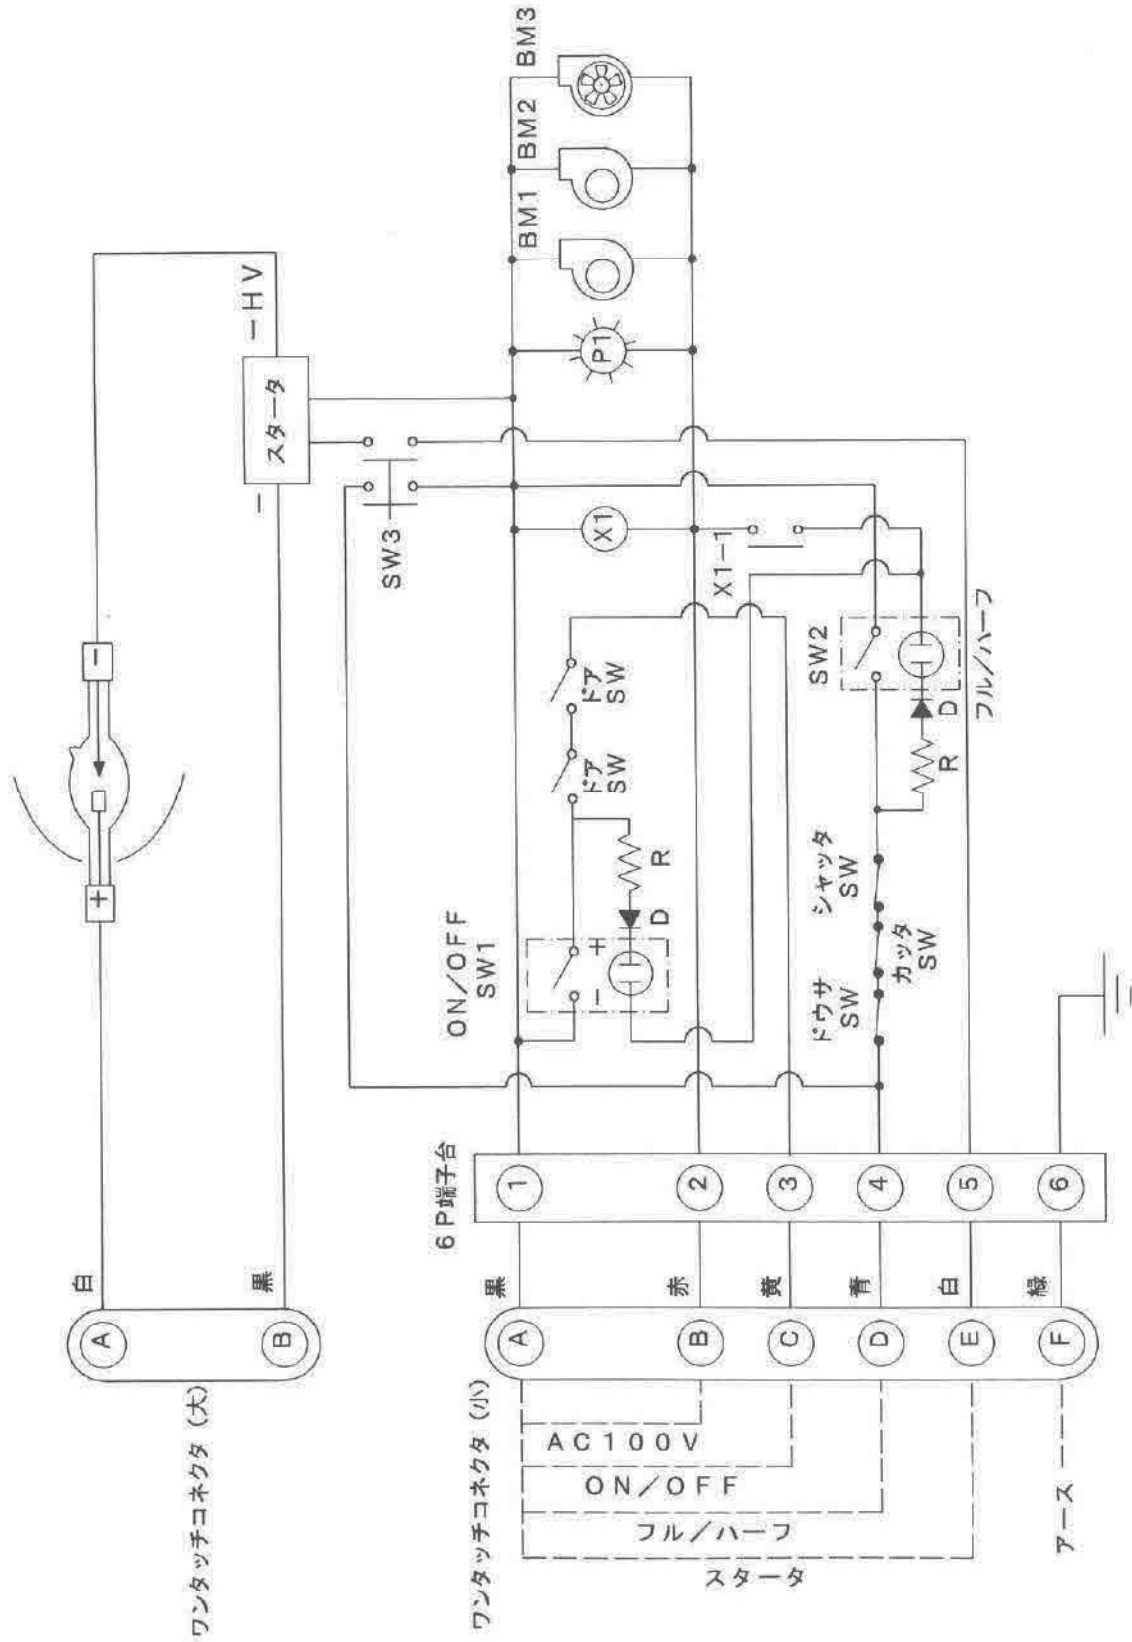 ワンタッチコネクタ（大）
A
B
白
黒
+
-
スタータ
-
-HV
ワンタッチコネクタ（小）
A
B
C
D
E
F
AC100V
ON/OFF
フル/ハーフ
スタータ
アース
黒
赤
黄
青
白
緑
6P端子台
1
2
3
4
5
6
ON/OFF
SW1
+
-
D
R
ドア
SW
ドア
SW
SW3
X1
X1-1
ドウサ
SW
カッタ
SW
シャッタ
SW
SW2
R
D
フル/ハーフ
P1
BM1
BM2
BM3